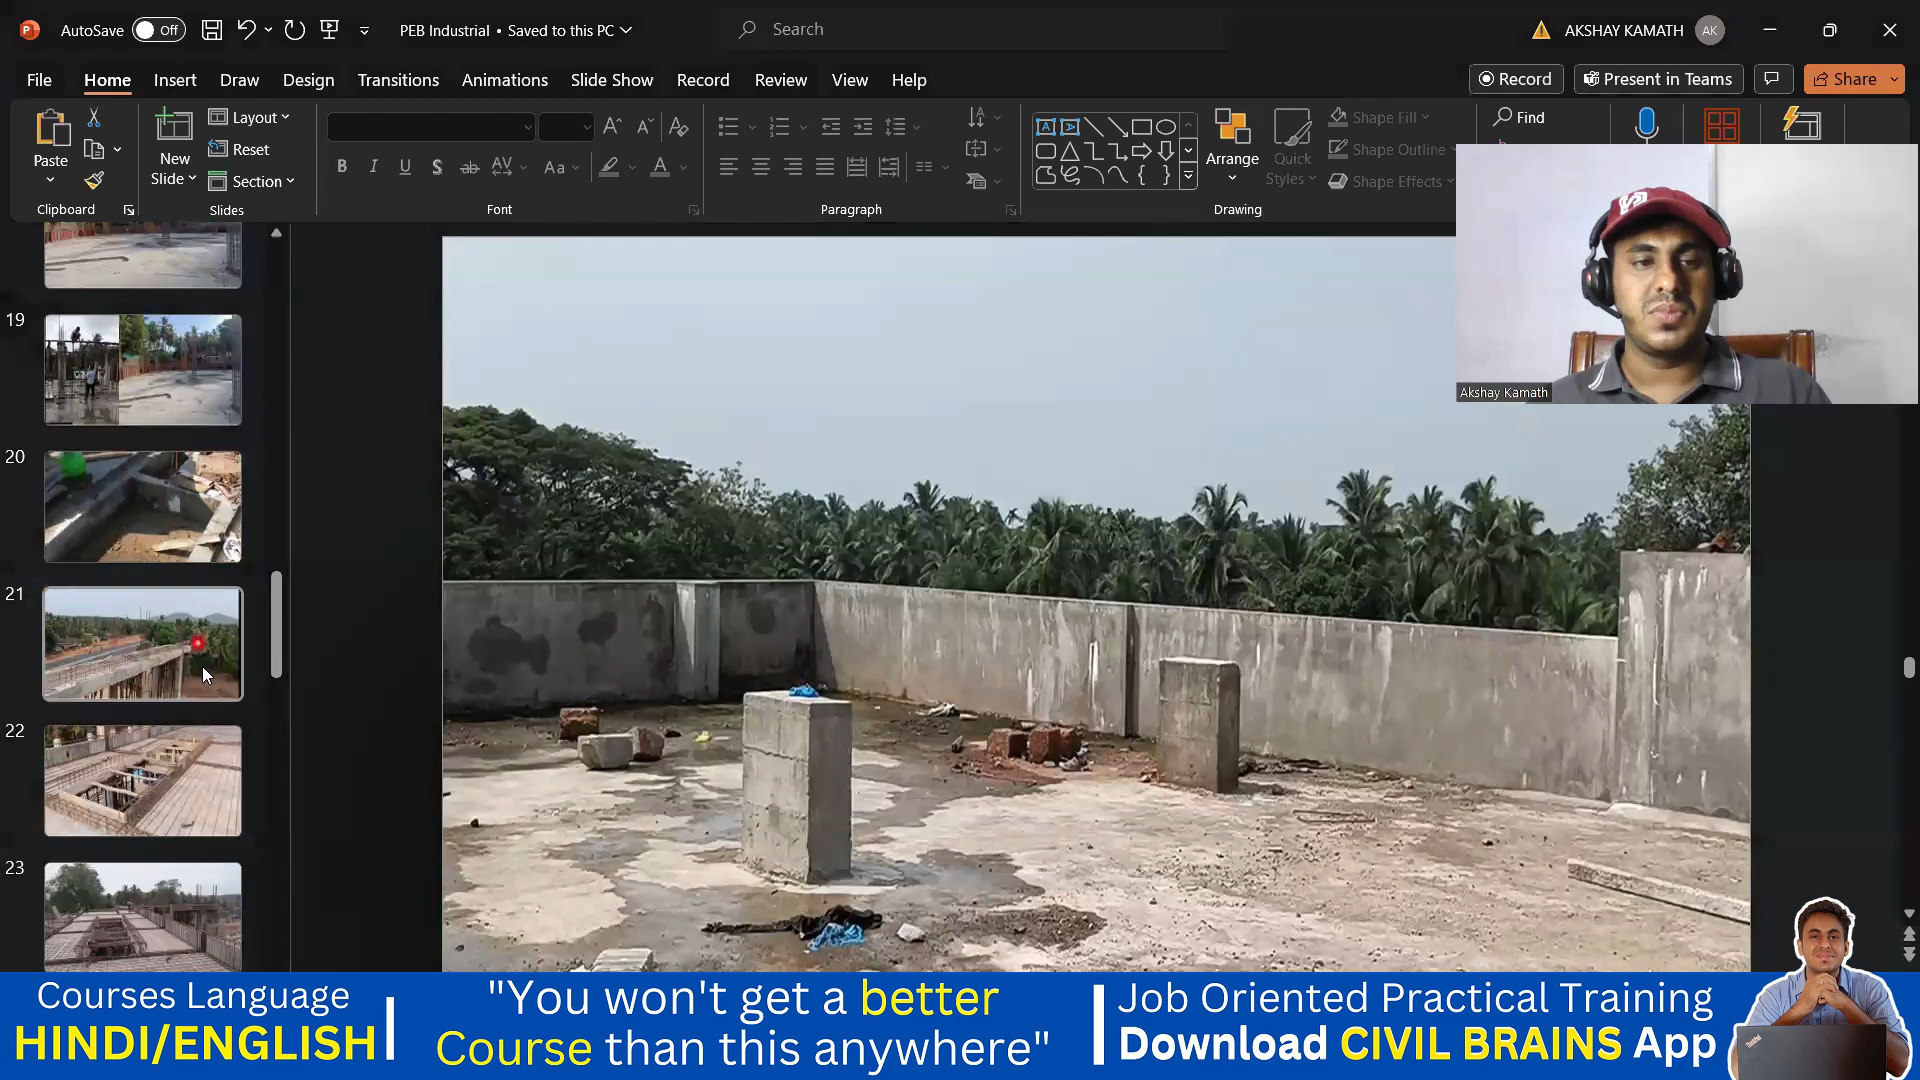 AutoSave Off
PEB Industrial • Saved to this PC
Search
AKSHAY KAMATH AK
File Home Insert Draw Design Transitions Animations Slide Show Record Review View Help
Record Present in Teams Share
Paste
Clipboard
New
Slide
Layout
Reset
Section
Slides
B I U S ab AV Aa A
Font
Paragraph
Arrange
Quick
Styles
Shape Fill
Shape Outline
Shape Effects
Drawing
Find
Akshay Kamath
19
20
21
22
23
Courses Language
HINDI/ENGLISH
"You won't get a better
Course than this anywhere"
Job Oriented Practical Training
Download CIVIL BRAINS App